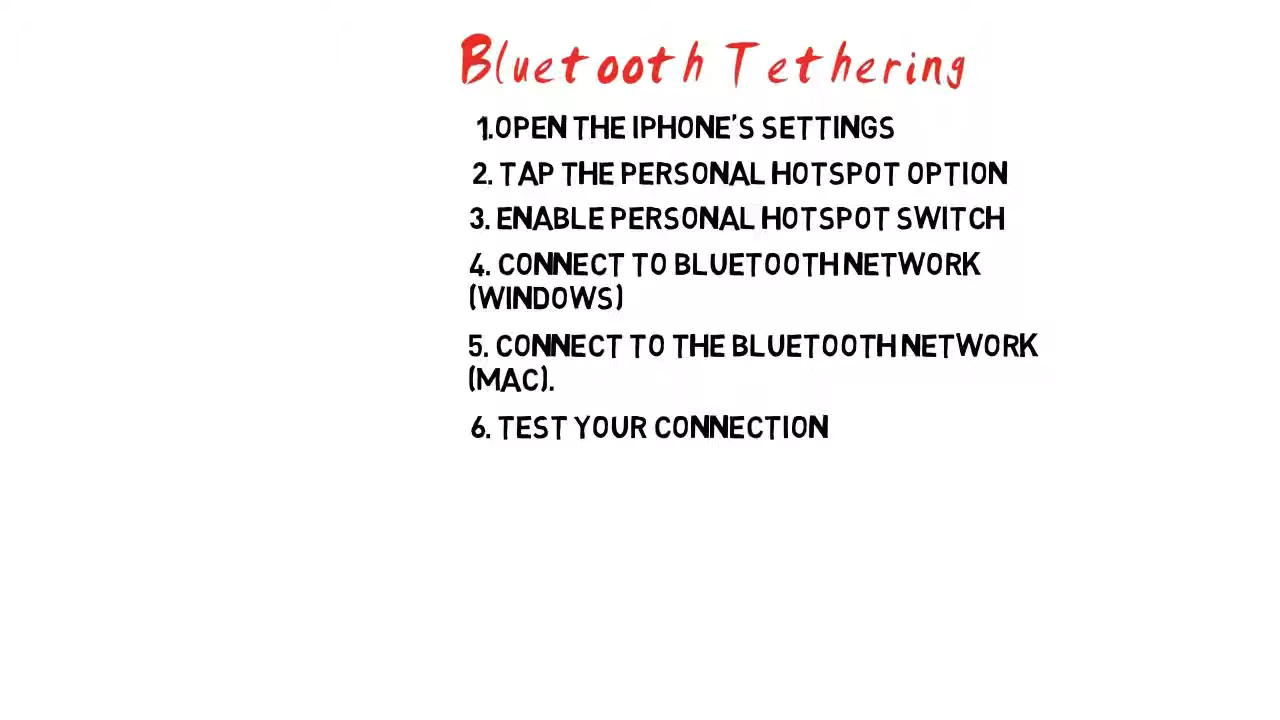 Bluetooth Tethering
1.OPEN THE IPHONE'S SETTINGS
2. TAP THE PERSONAL HOTSPOT OPTION
3. ENABLE PERSONAL HOTSPOT SWITCH
4. CONNECT TO BLUETOOTH NETWORK
(WINDOWS)
5. CONNECT TO THE BLUETOOTH NETWORK
(MAC).
6. TEST YOUR CONNECTION